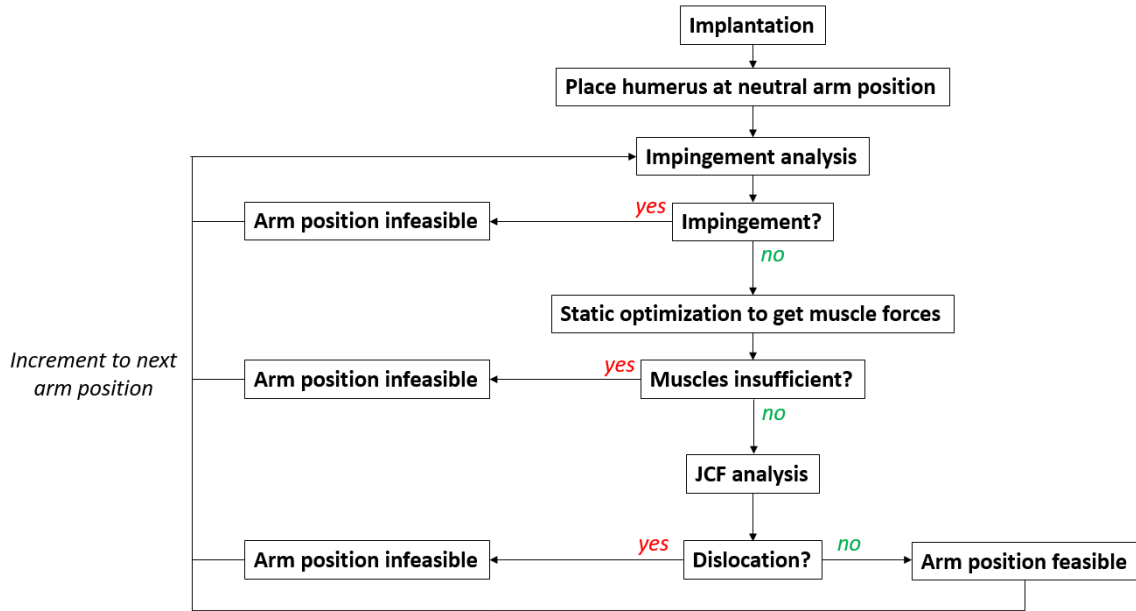 Implantation
Place humerus at neutral arm position
Impingement analysis
Arm position infeasible
yes
Impingement?
no
Static optimization to get muscle forces
Increment to next
arm position
Arm position infeasible
yes
Muscles insufficient?
no
JCF analysis
Arm position infeasible
yes
Dislocation?
no
Arm position feasible